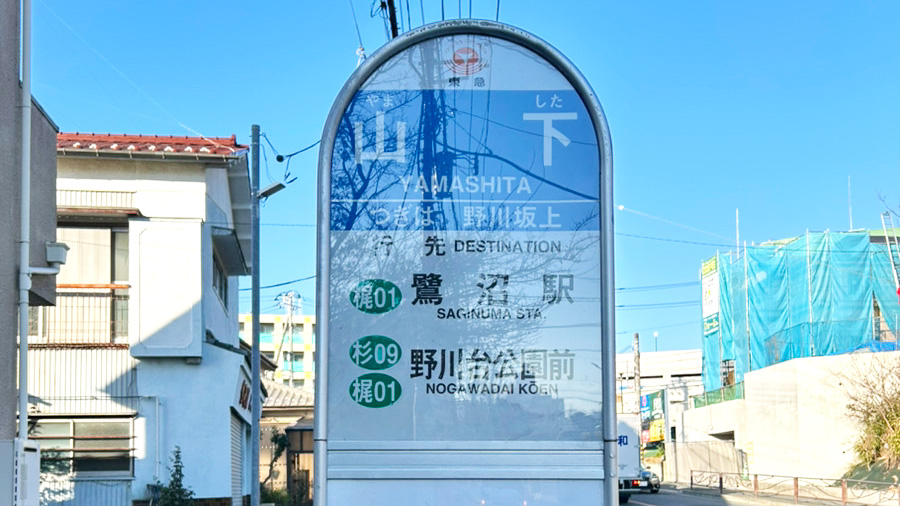 東急
やま した
山下
YAMASHITA
つぎは 野川坂上
行先 DESTINATION
梶01 鷺沼駅
SAGINUMA STA.
杉09
梶01
野川台公園前
NOGAWADAI KŌEN
和